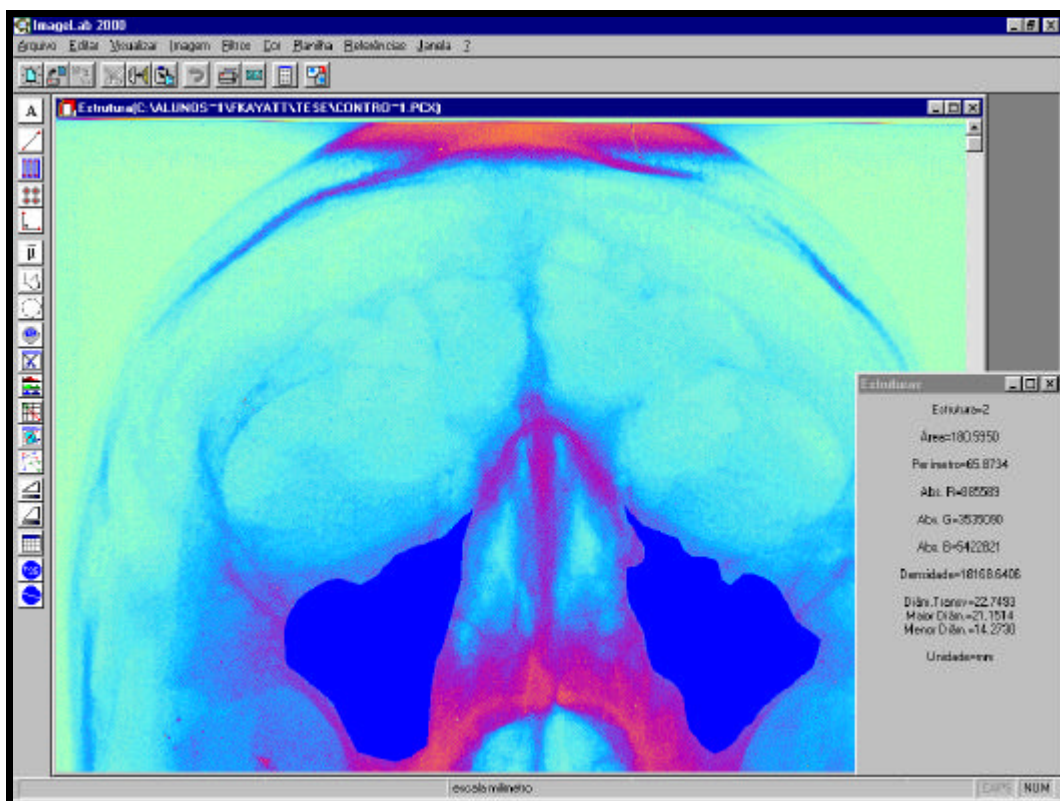 ImageLab 2000
Arquivo Editar Visualizar Imagem Filtros Cor Planilha Referências Janela ?
Estrutura(C:\ALUNOS~1\FKAYATT\TESE\CONTRO~1.PCX)
A
μ
Estruturas
Estrutura=2
Área=180.5950
Perímetro=65.8734
Abs. R=885589
Abs. G=3535090
Abs. B=5422821
Densidade=18168.6406
Diâm.Transv=22.7493
Maior Diâm.=21.1514
Menor Diâm.=14.2730
Unidade=mm
escala milímetro
CAPS NUM